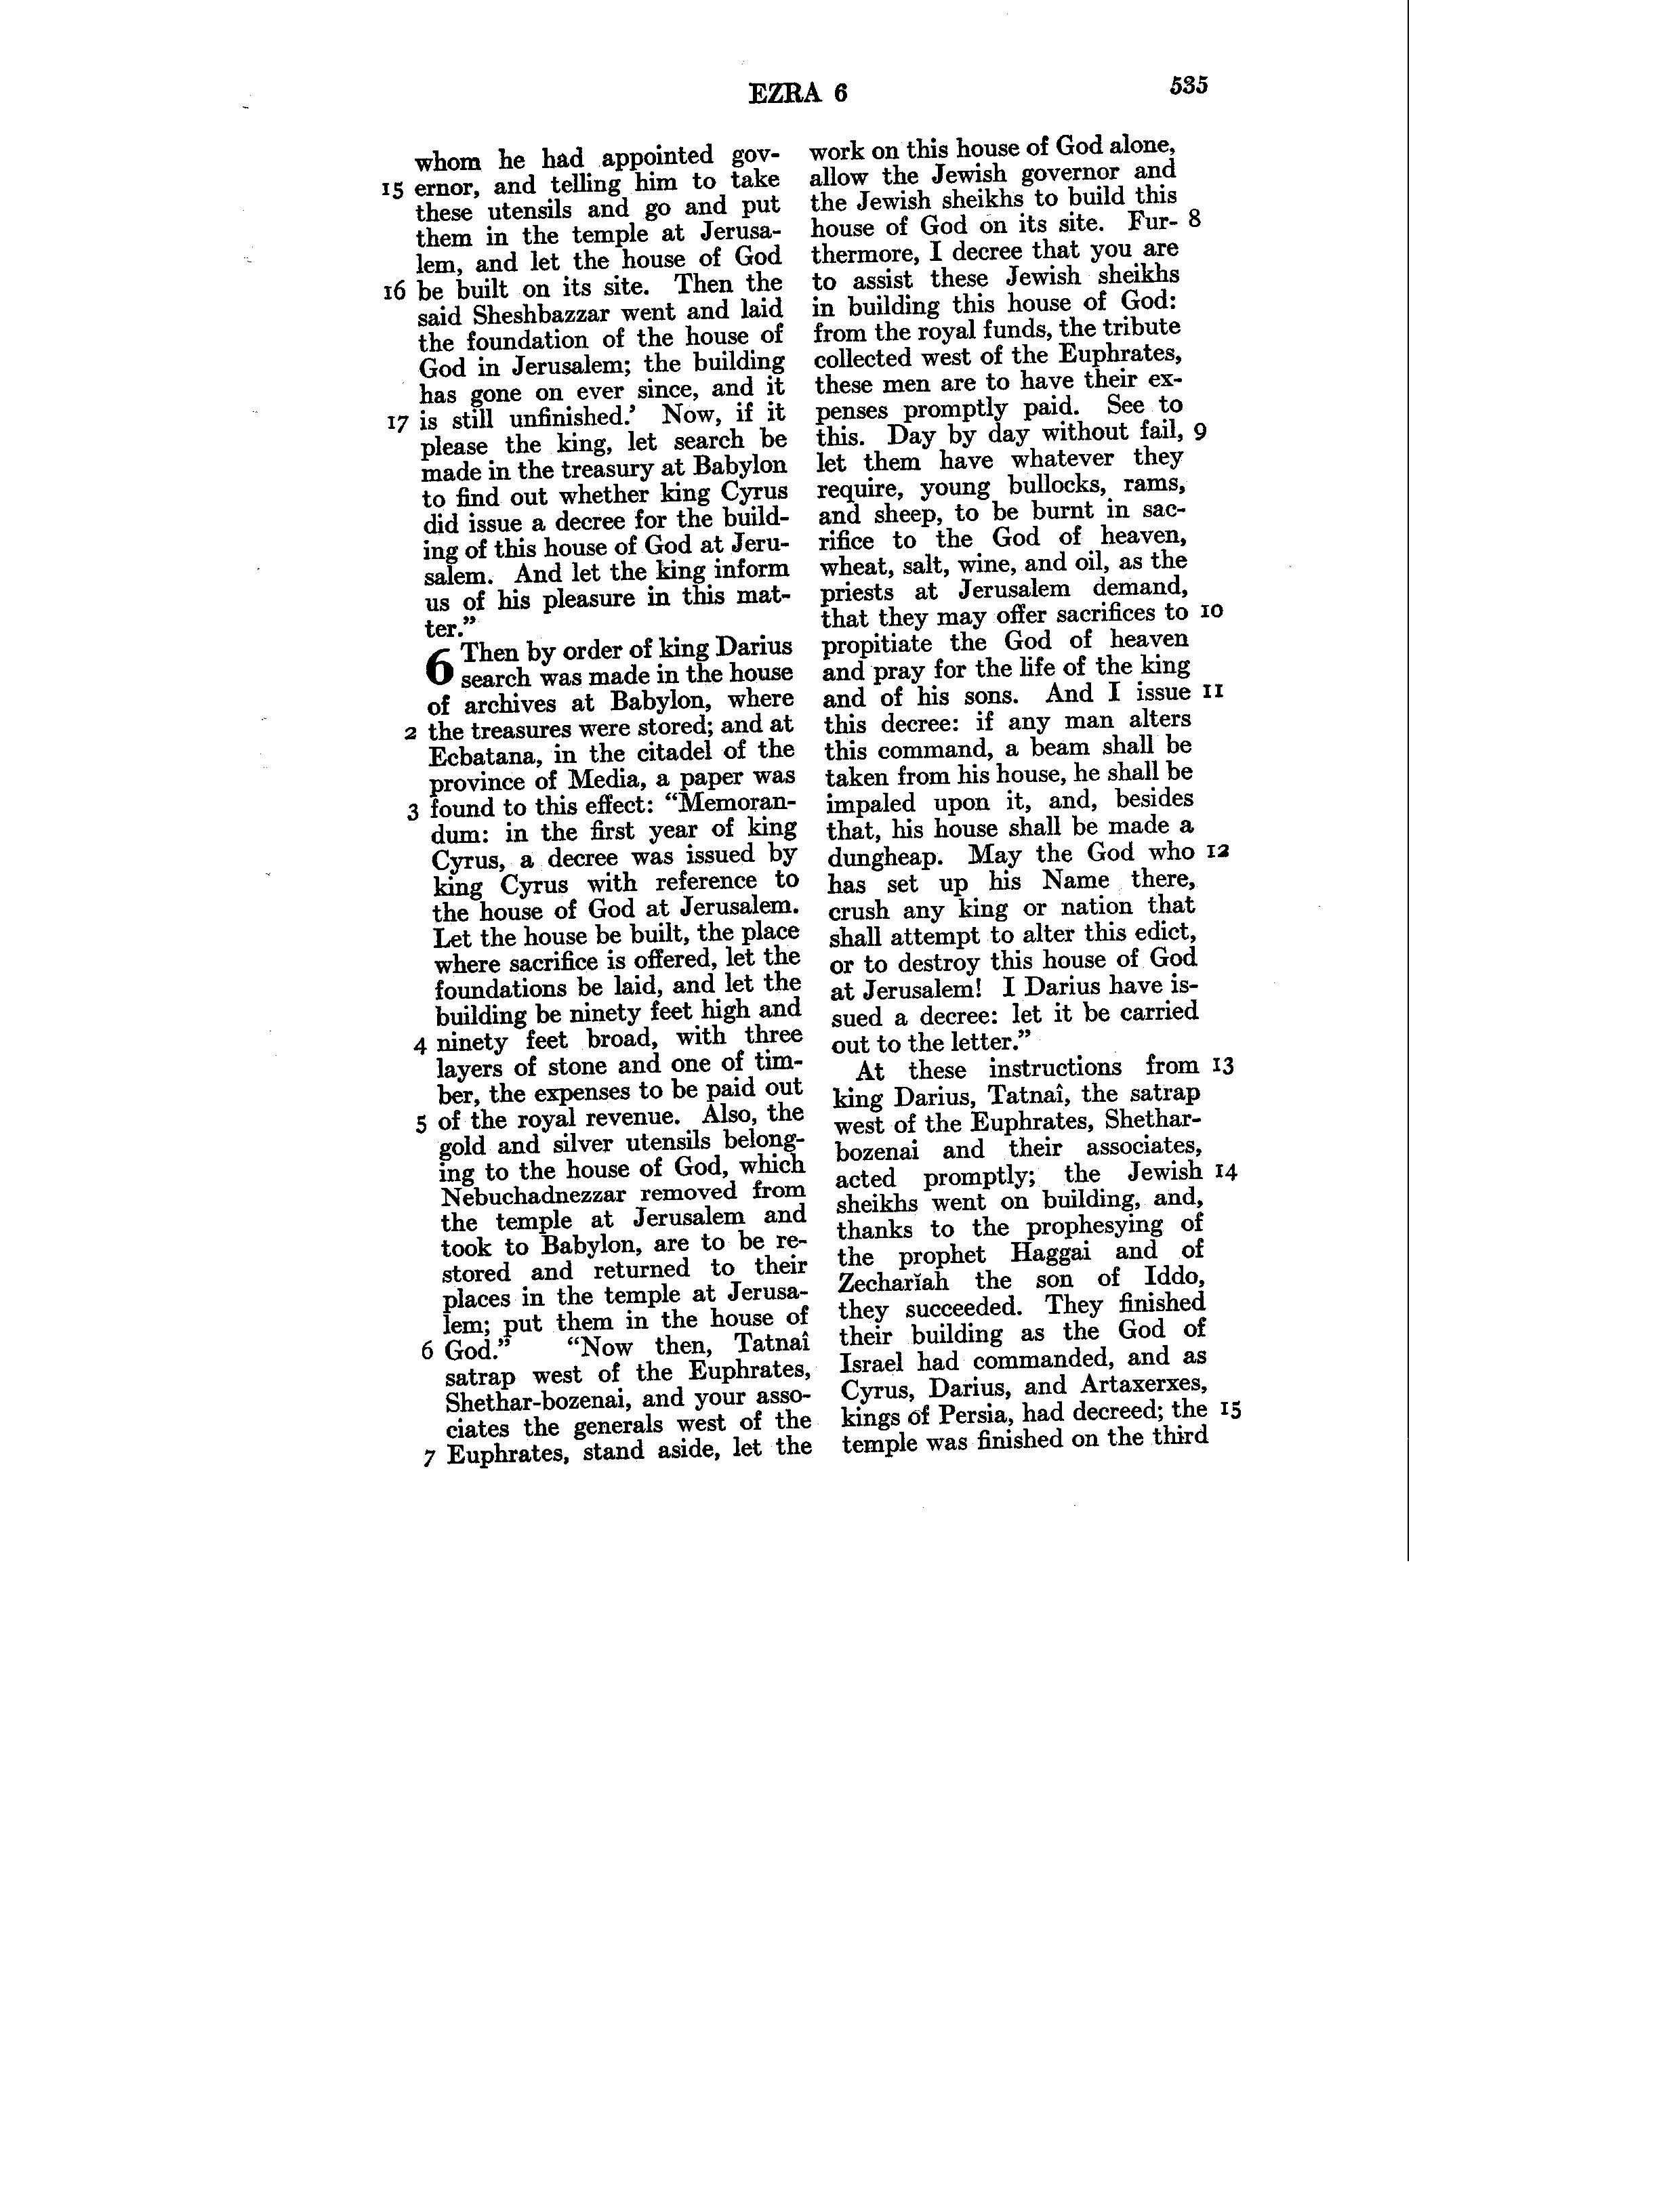 EZRA 6
535
whom he had appointed gov-
15 ernor, and telling him to take
these utensils and go and put
them in the temple at Jerusa-
lem, and let the house of God
16 be built on its site. Then the
said Sheshbazzar went and laid
the foundation of the house of
God in Jerusalem; the building
has gone on ever since, and it
17 is still unfinished.’ Now, if it
please the king, let search be
made in the treasury at Babylon
to find out whether king Cyrus
did issue a decree for the build-
ing of this house of God at Jeru-
salem. And let the king inform
us of his pleasure in this mat-
ter.”
6 Then by order of king Darius
search was made in the house
of archives at Babylon, where
2 the treasures were stored; and at
Ecbatana, in the citadel of the
province of Media, a paper was
3 found to this effect: “Memoran-
dum: in the first year of king
Cyrus, a decree was issued by
king Cyrus with reference to
the house of God at Jerusalem.
Let the house be built, the place
where sacrifice is offered, let the
foundations be laid, and let the
building be ninety feet high and
4 ninety feet broad, with three
layers of stone and one of tim-
ber, the expenses to be paid out
5 of the royal revenue. Also, the
gold and silver utensils belong-
ing to the house of God, which
Nebuchadnezzar removed from
the temple at Jerusalem and
took to Babylon, are to be re-
stored and returned to their
places in the temple at Jerusa-
lem; put them in the house of
6 God.” “Now then, Tatnaî
satrap west of the Euphrates,
Shethar-bozenai, and your asso-
ciates the generals west of the
7 Euphrates, stand aside, let the
work on this house of God alone,
allow the Jewish governor and
the Jewish sheikhs to build this
house of God on its site. Fur- 8
thermore, I decree that you are
to assist these Jewish sheikhs
in building this house of God:
from the royal funds, the tribute
collected west of the Euphrates,
these men are to have their ex-
penses promptly paid. See to
this. Day by day without fail, 9
let them have whatever they
require, young bullocks, rams,
and sheep, to be burnt in sac-
rifice to the God of heaven,
wheat, salt, wine, and oil, as the
priests at Jerusalem demand,
that they may offer sacrifices to 10
propitiate the God of heaven
and pray for the life of the king
and of his sons. And I issue 11
this decree: if any man alters
this command, a beam shall be
taken from his house, he shall be
impaled upon it, and, besides
that, his house shall be made a
dungheap. May the God who 12
has set up his Name there,
crush any king or nation that
shall attempt to alter this edict,
or to destroy this house of God
at Jerusalem! I Darius have is-
sued a decree: let it be carried
out to the letter.”
At these instructions from 13
king Darius, Tatnaî, the satrap
west of the Euphrates, Shethar-
bozenai and their associates,
acted promptly; the Jewish 14
sheikhs went on building, and,
thanks to the prophesying of
the prophet Haggai and of
Zecharîah the son of Iddo,
they succeeded. They finished
their building as the God of
Israel had commanded, and as
Cyrus, Darius, and Artaxerxes,
kings of Persia, had decreed; the 15
temple was finished on the third